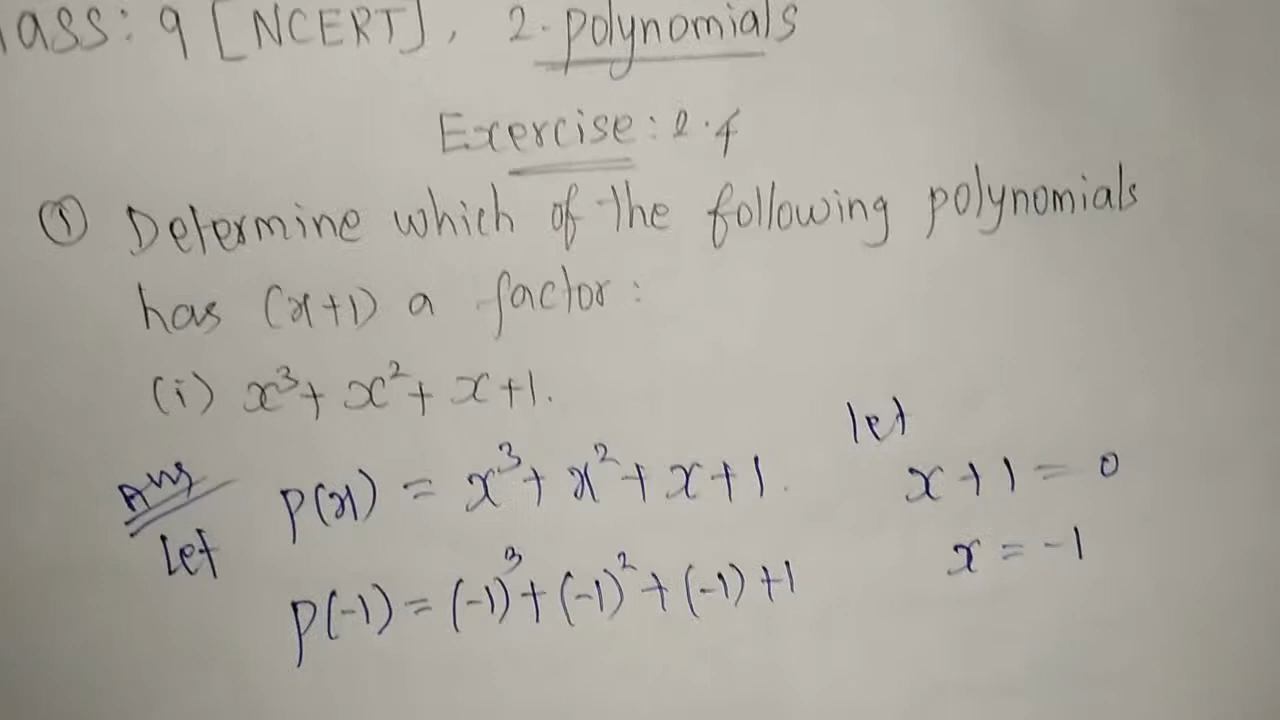 lass: 9 [NCERT], 2. polynomials
Exercise: 2.4
① Determine which of the following polynomials
has (x+1) a factor:
(i) x³ + x² + x + 1.
Ans
Let p(x) = x³ + x² + x + 1.
p(-1) = (-1)³ + (-1)² + (-1) + 1
let
x + 1 = 0
x = -1